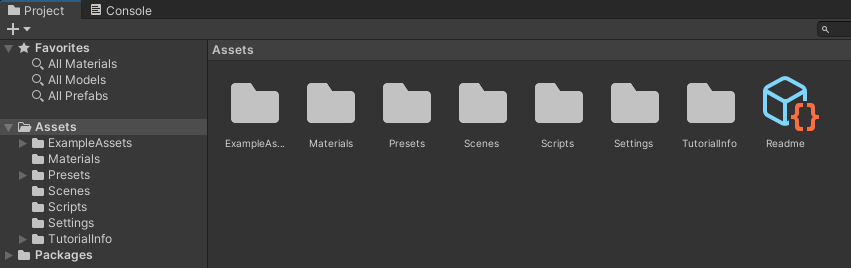 Project
Console
Favorites
All Materials
All Models
All Prefabs
Assets
ExampleAssets
Materials
Presets
Scenes
Scripts
Settings
TutorialInfo
Packages
Assets
ExampleAs...
Materials
Presets
Scenes
Scripts
Settings
TutorialInfo
Readme